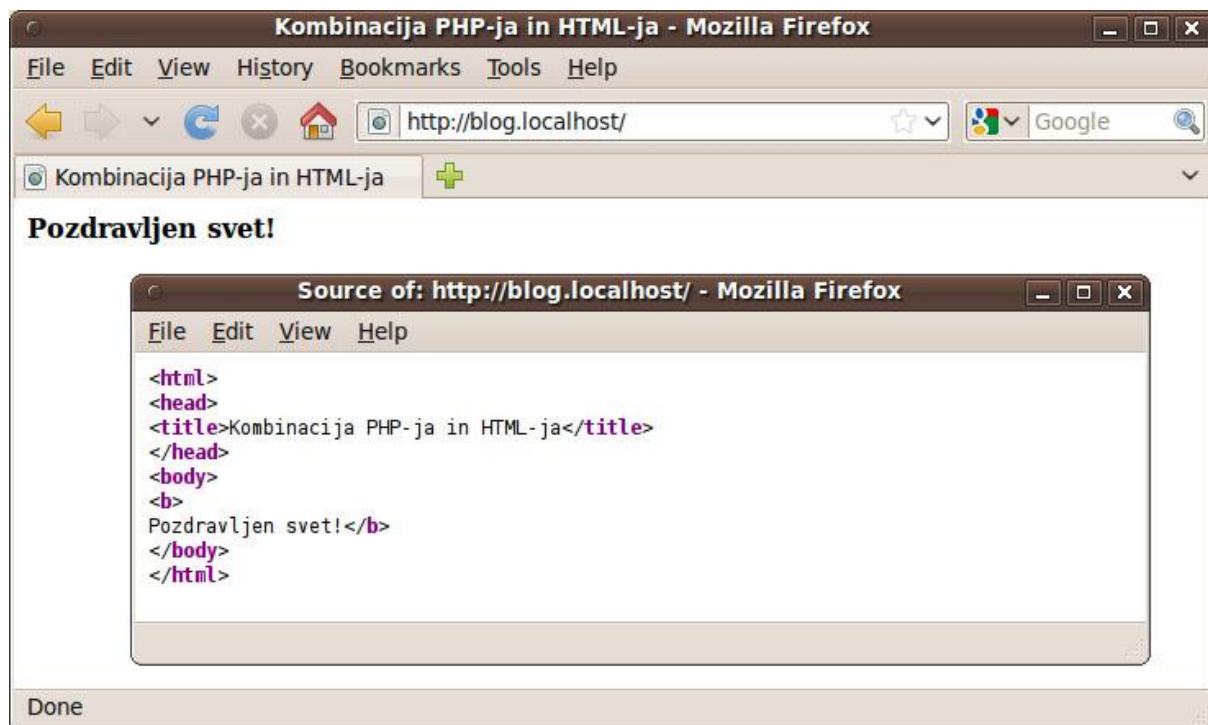 Kombinacija PHP-ja in HTML-ja - Mozilla Firefox
File Edit View History Bookmarks Tools Help
http://blog.localhost/ Google
Kombinacija PHP-ja in HTML-ja
Pozdravljen svet!
Source of: http://blog.localhost/ - Mozilla Firefox
File Edit View Help
<html>
<head>
<title>Kombinacija PHP-ja in HTML-ja</title>
</head>
<body>
<b>
Pozdravljen svet!</b>
</body>
</html>
Done